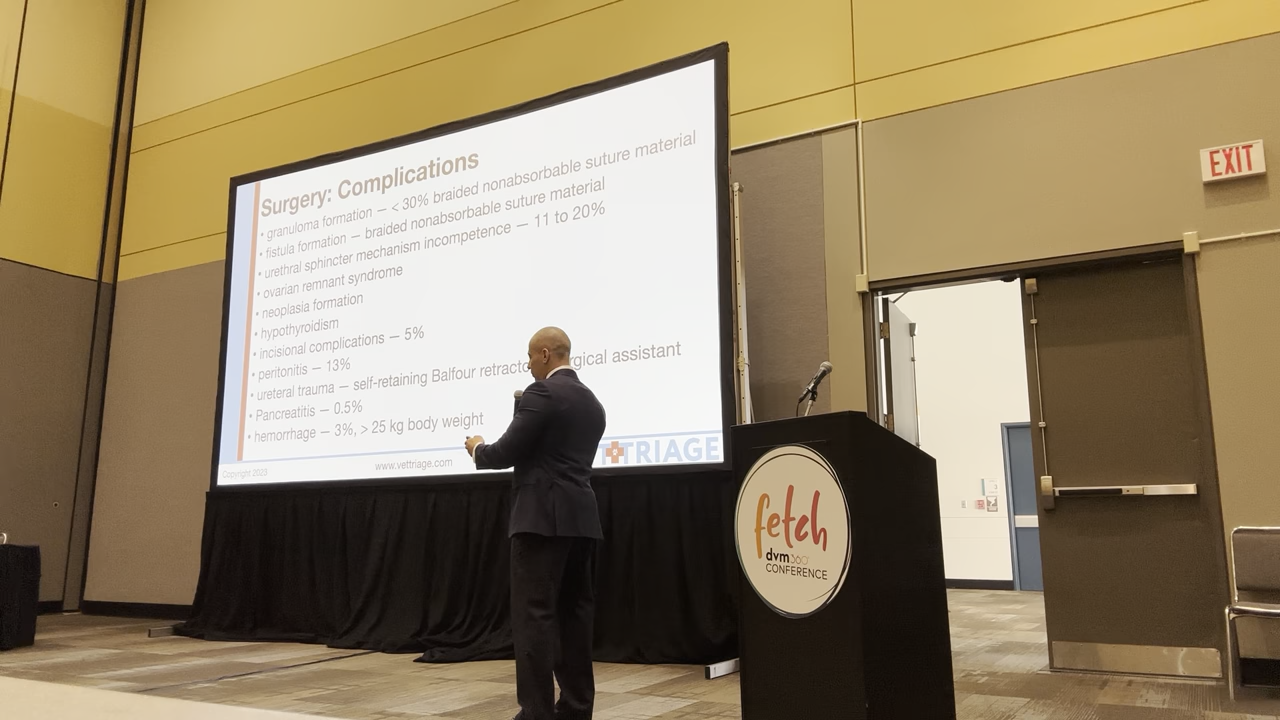 Surgery: Complications
• granuloma formation — < 30% braided nonabsorbable suture material
• fistula formation — braided nonabsorbable suture material
• urethral sphincter mechanism incompetence — 11 to 20%
• ovarian remnant syndrome
• neoplasia formation
• hypothyroidism
• incisional complications — 5%
• peritonitis — 13%
• ureteral trauma — self-retaining Balfour assistant
• Pancreatitis — 0.5%
• hemorrhage — 3%, > 25 kg body weight
Copyright 2023
www.vettriage.com
TRIAGE
EXIT
fetch
dvm360°
CONFERENCE